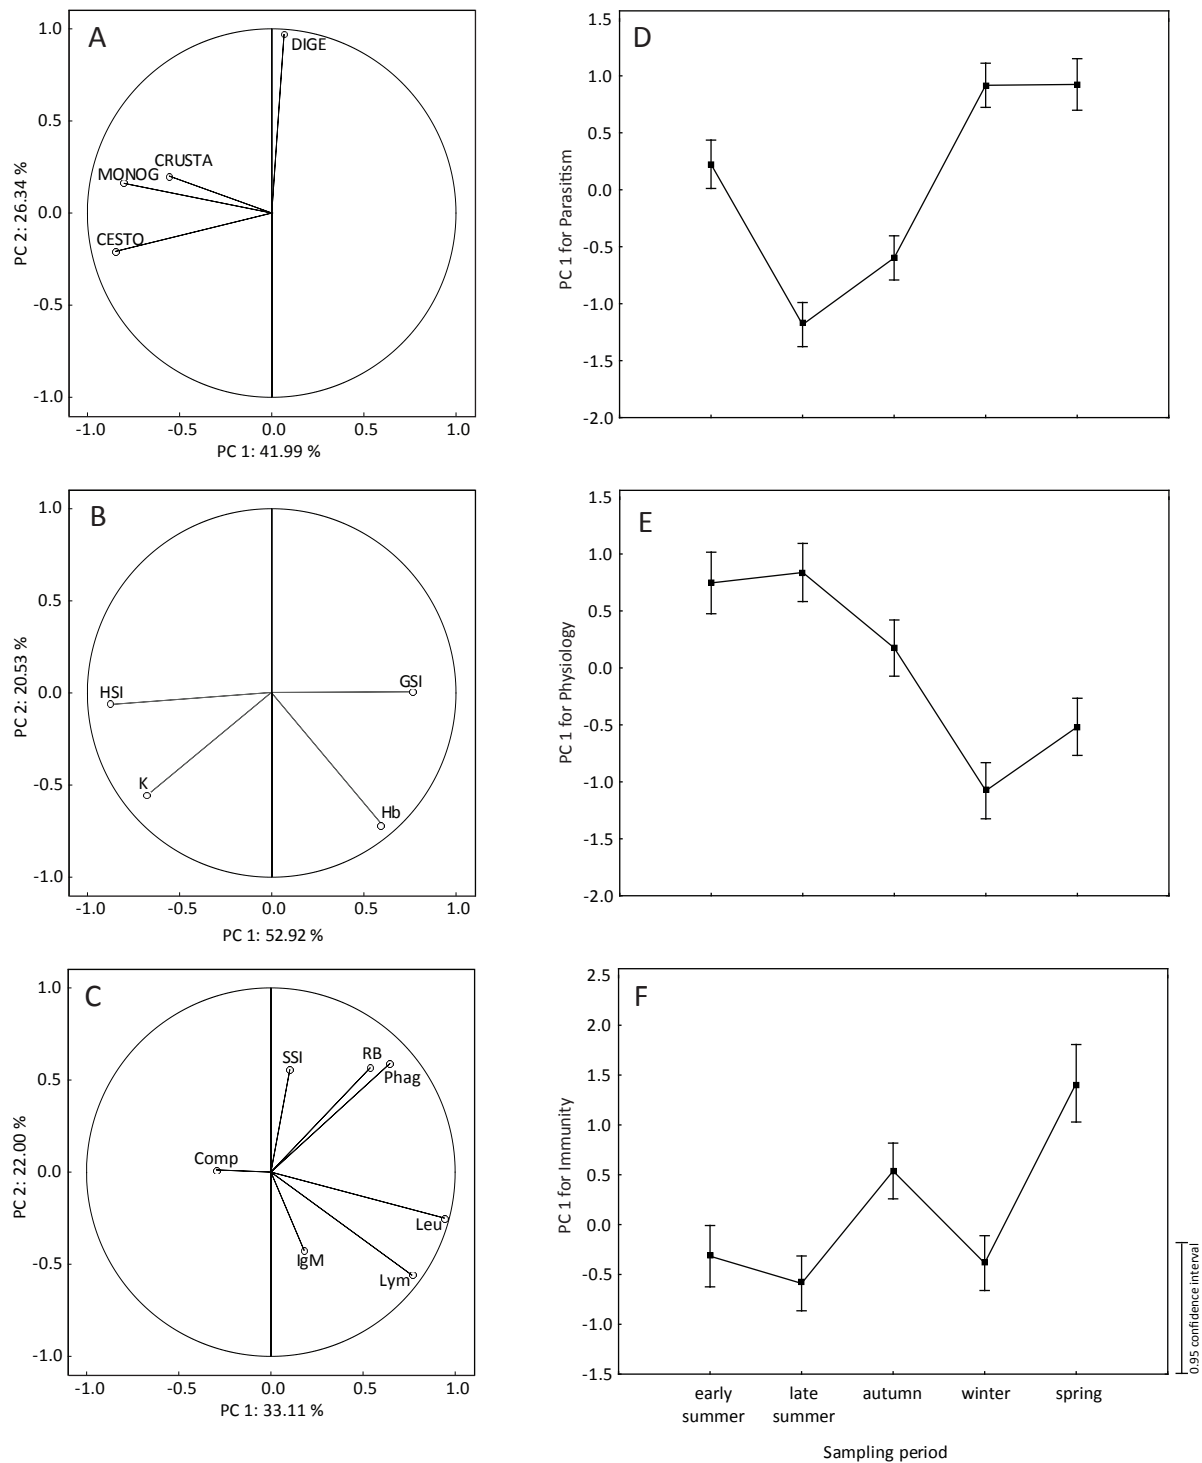 A
1.0
0.5
0.0
-0.5
-1.0
PC 2: 26.34 %
DIGE
CRUSTA
MONOG
CESTO
-1.0 -0.5 0.0 0.5 1.0
PC 1: 41.99 %
D
1.5
1.0
0.5
0.0
-0.5
-1.0
-1.5
-2.0
PC 1 for Parasitism
B
1.0
0.5
0.0
-0.5
-1.0
PC 2: 20.53 %
HSI
GSI
K
Hb
-1.0 -0.5 0.0 0.5 1.0
PC 1: 52.92 %
E
1.5
1.0
0.5
0.0
-0.5
-1.0
-1.5
-2.0
PC 1 for Physiology
C
1.0
0.5
0.0
-0.5
-1.0
PC 2: 22.00 %
SSI
RB
Phag
Comp
Leu
IgM
Lym
-1.0 -0.5 0.0 0.5 1.0
PC 1: 33.11 %
F
2.5
2.0
1.5
1.0
0.5
0.0
-0.5
-1.0
-1.5
PC 1 for Immunity
early late autumn winter spring
summer summer
Sampling period
0.95 confidence interval